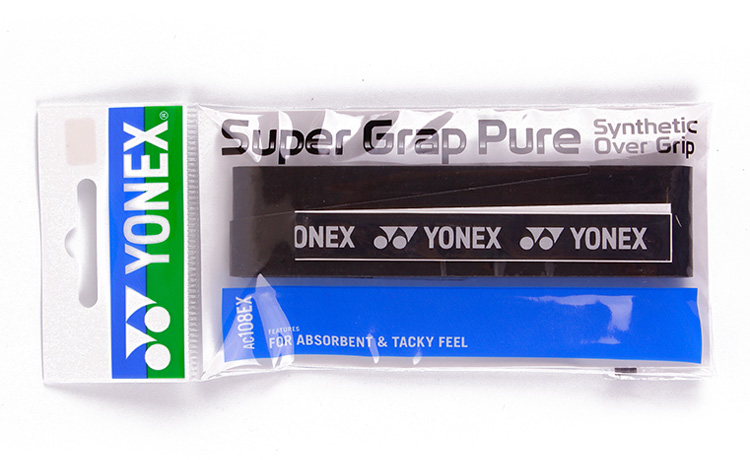 YONEX®
Super Grap Pure
Synthetic
Over Grip
ONEX YONEX YONEX
AC108EX
FEATURES
FOR ABSORBENT & TACKY FEEL